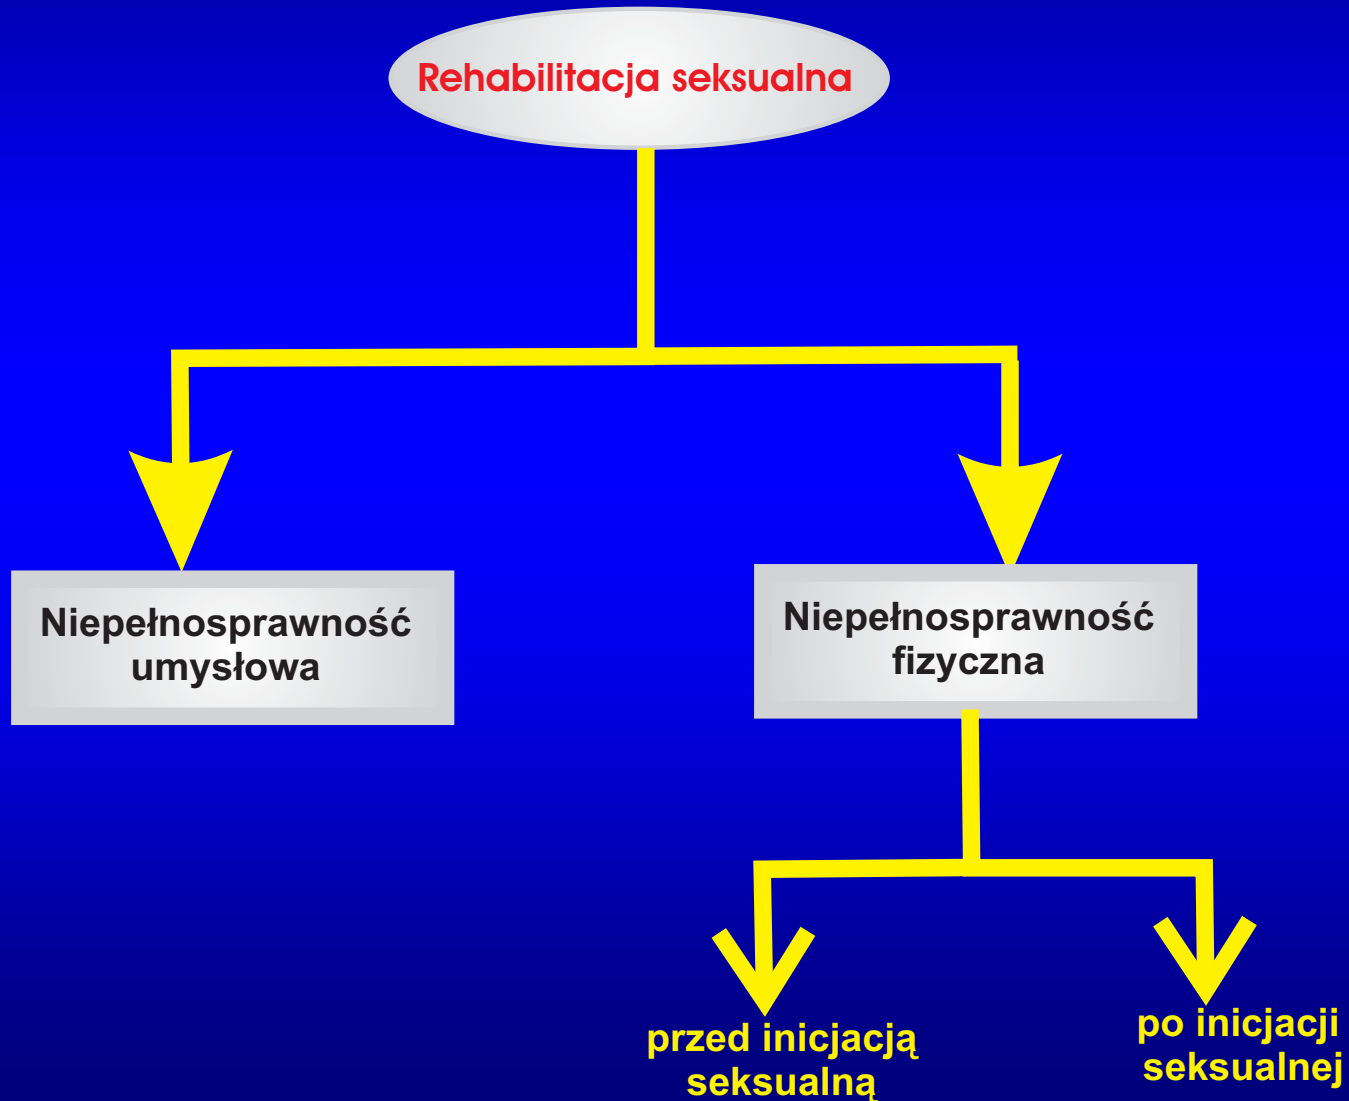 Rehabilitacja seksualna
Niepełnosprawność
umysłowa
Niepełnosprawność
fizyczna
przed inicjacją
seksualną
po inicjacji
seksualnej